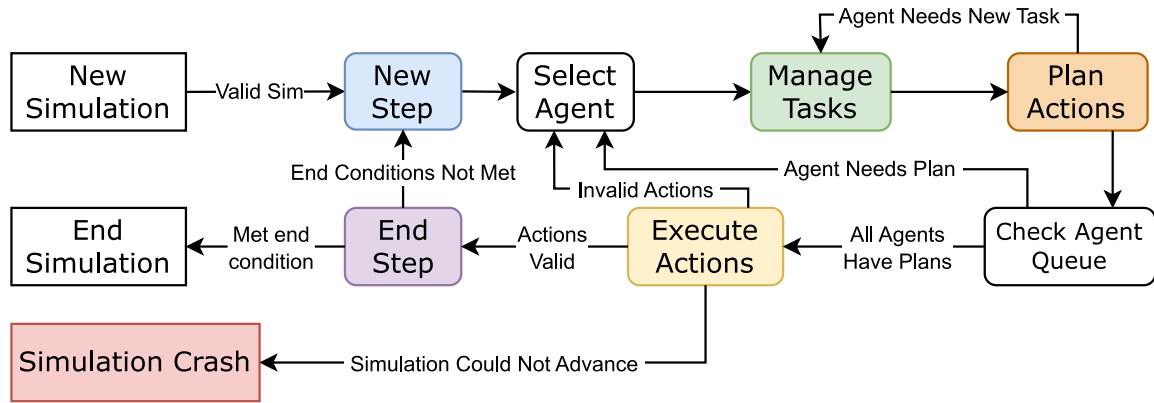 Agent Needs New Task
New
Simulation
Valid Sim
New
Step
Select
Agent
Manage
Tasks
Plan
Actions
End Conditions Not Met
Invalid Actions
Agent Needs Plan
End
Simulation
Met end
condition
End
Step
Actions
Valid
Execute
Actions
All Agents
Have Plans
Check Agent
Queue
Simulation Crash
Simulation Could Not Advance